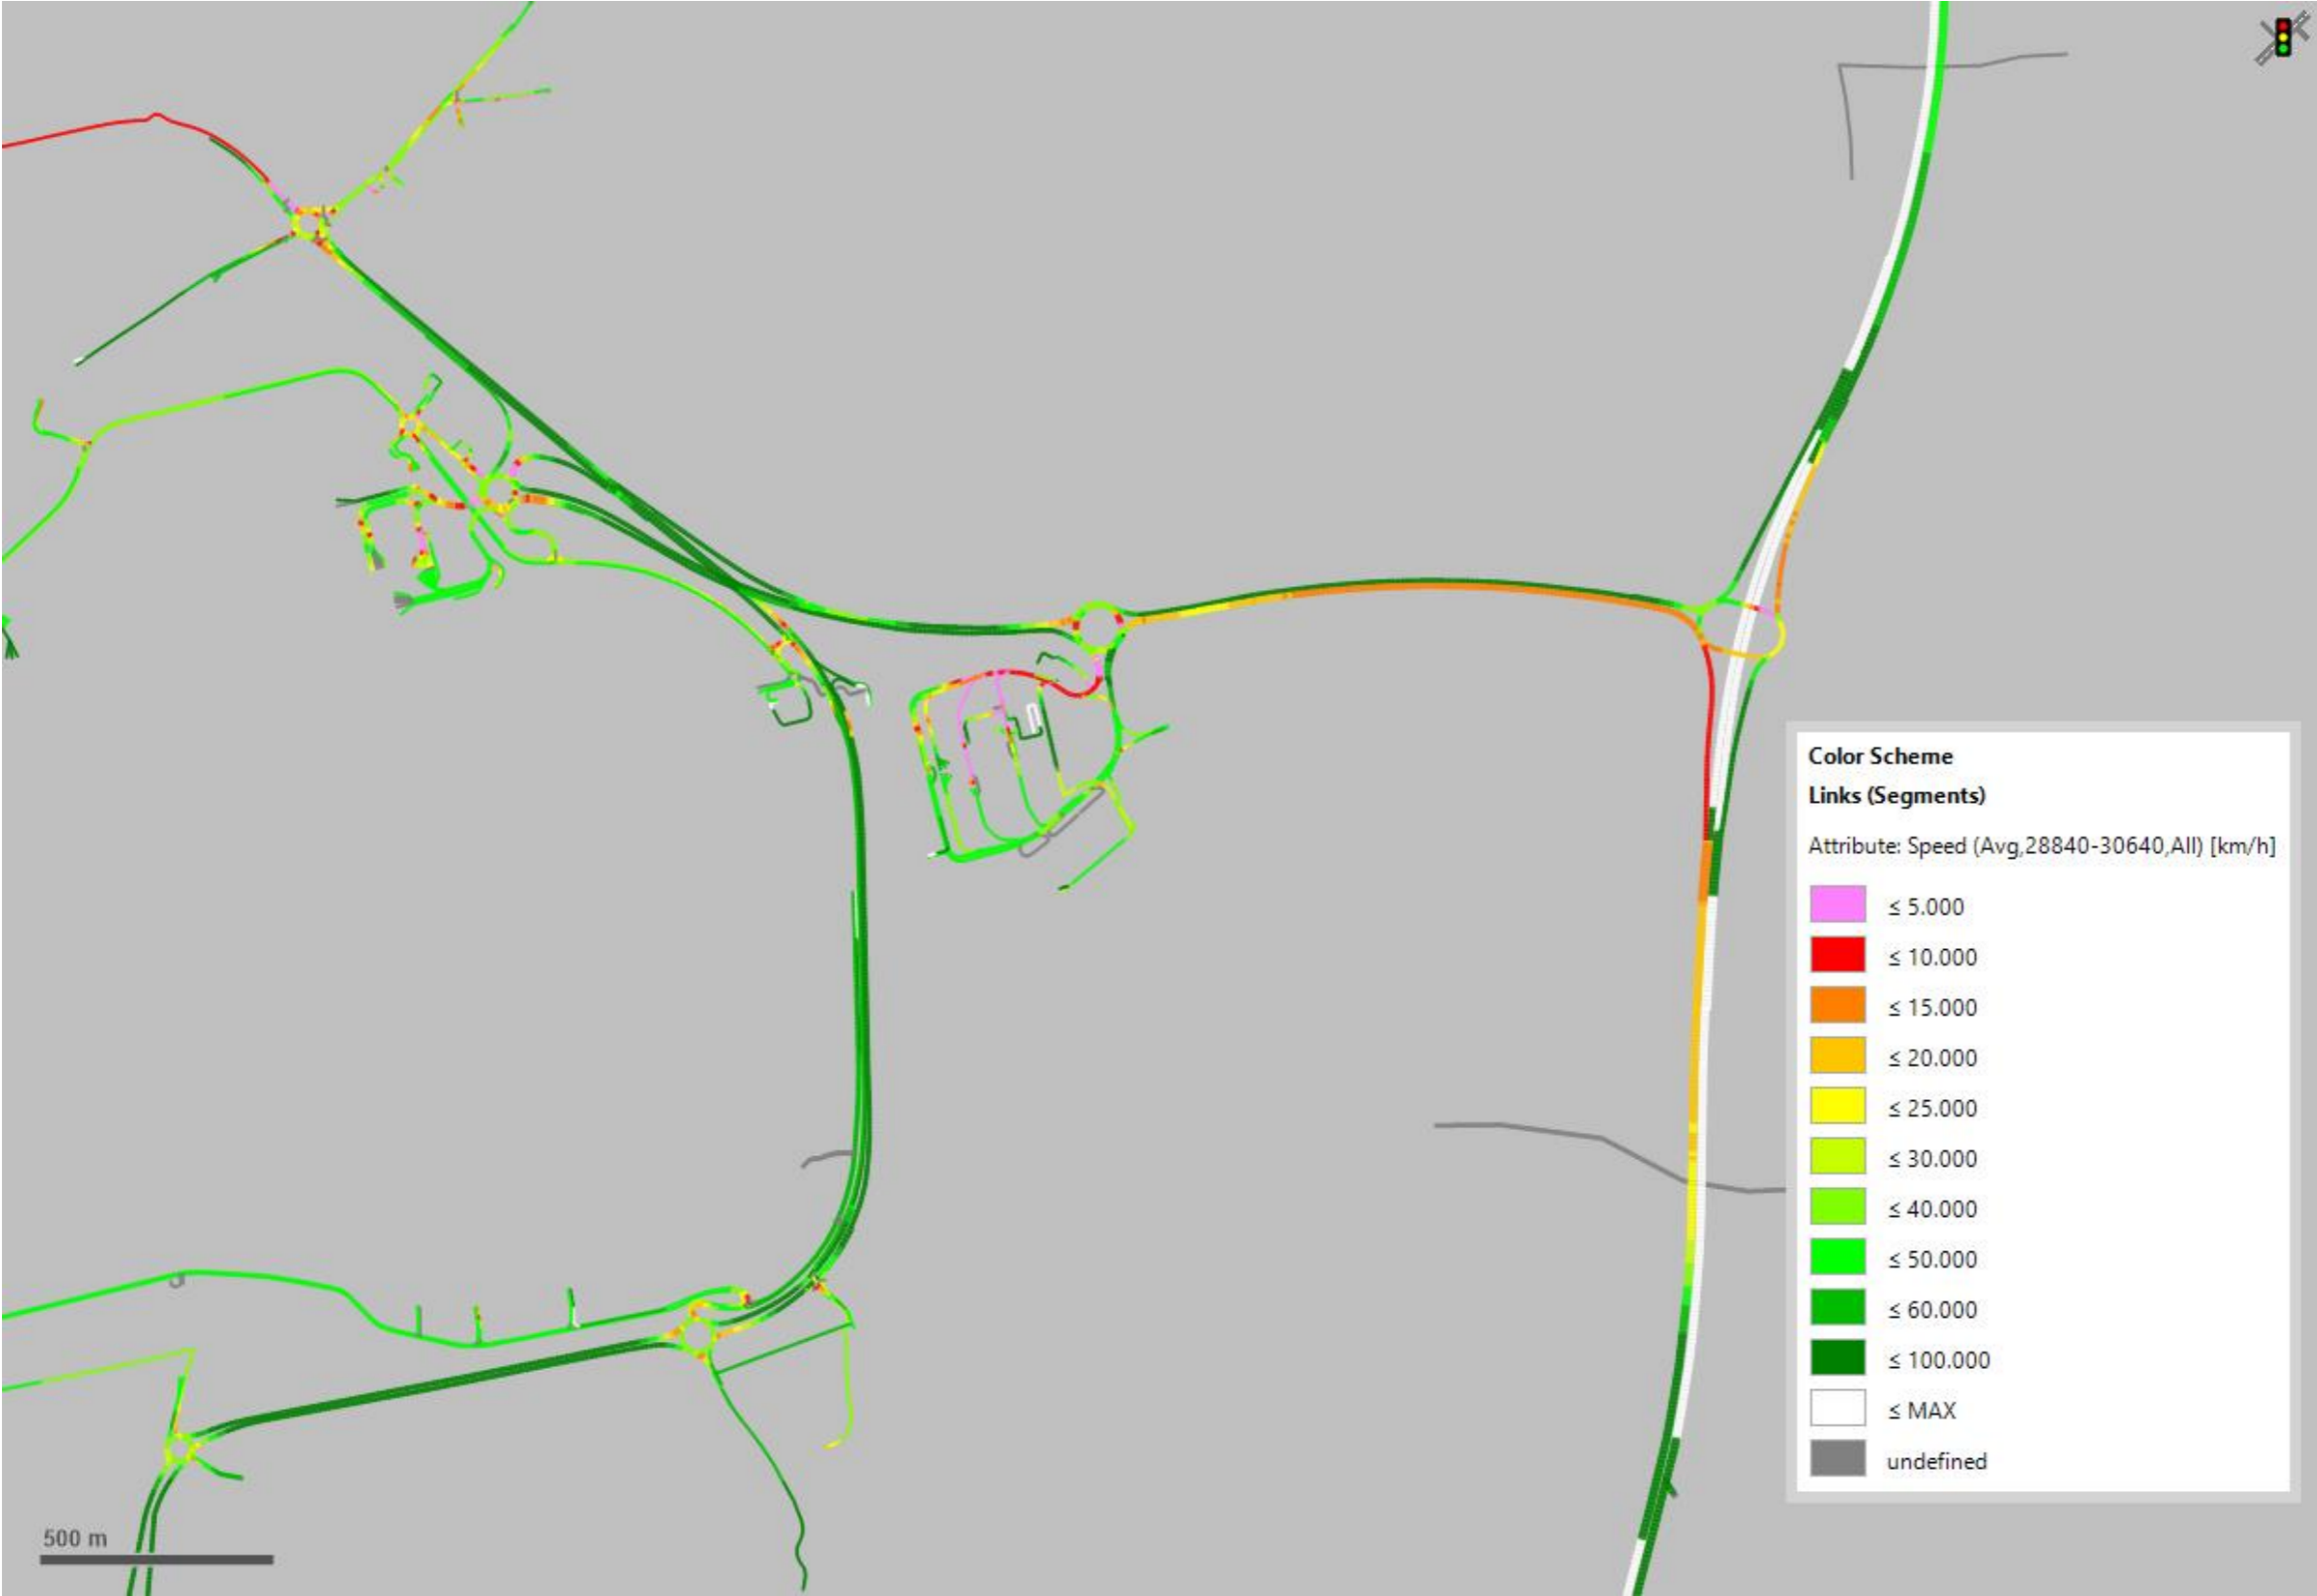 Color Scheme
Links (Segments)
Attribute: Speed (Avg,28840-30640,All) [km/h]
≤ 5.000
≤ 10.000
≤ 15.000
≤ 20.000
≤ 25.000
≤ 30.000
≤ 40.000
≤ 50.000
≤ 60.000
≤ 100.000
≤ MAX
undefined
500 m